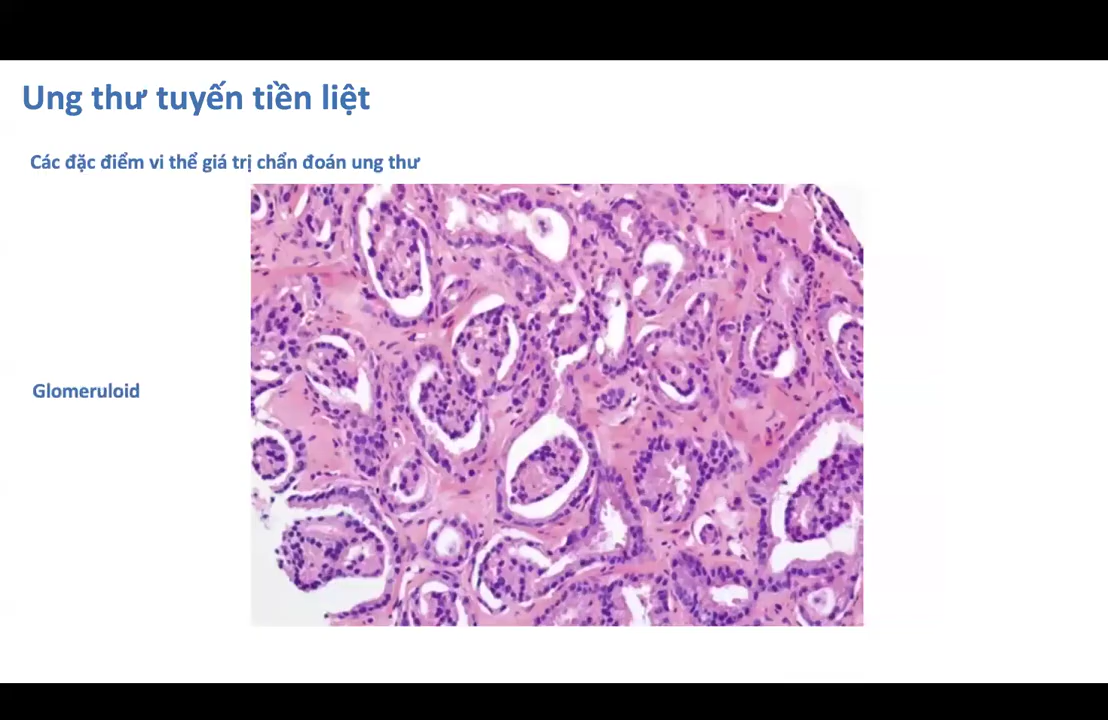 Ung thư tuyến tiền liệt
Các đặc điểm vi thể giá trị chẩn đoán ung thư
Glomeruloid